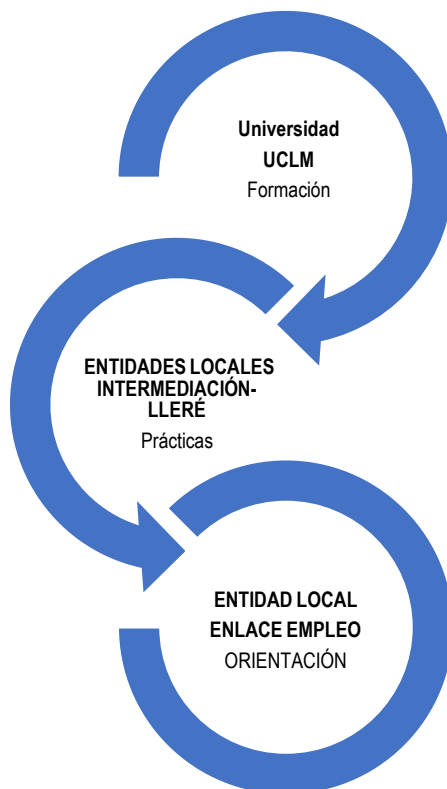 Universidad
UCLM
Formación
ENTIDADES LOCALES
INTERMEDIACIÓN-
LLERÉ
Prácticas
ENTIDAD LOCAL
ENLACE EMPLEO
ORIENTACIÓN